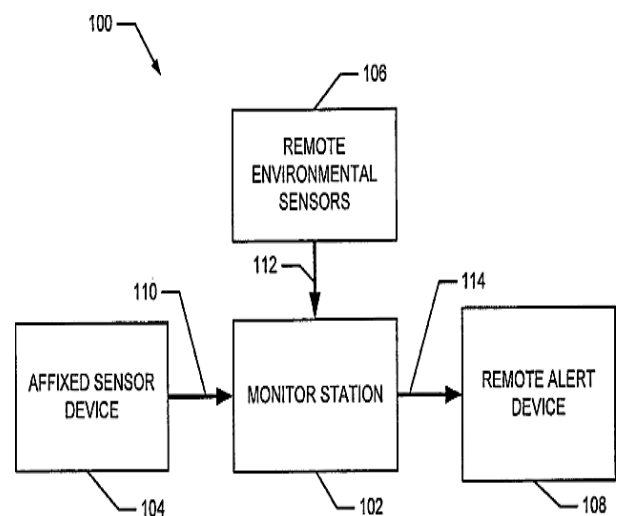 100
106
REMOTE
ENVIRONMENTAL
SENSORS
112
110
114
AFFIXED SENSOR
DEVICE
MONITOR STATION
REMOTE ALERT
DEVICE
104
102
108